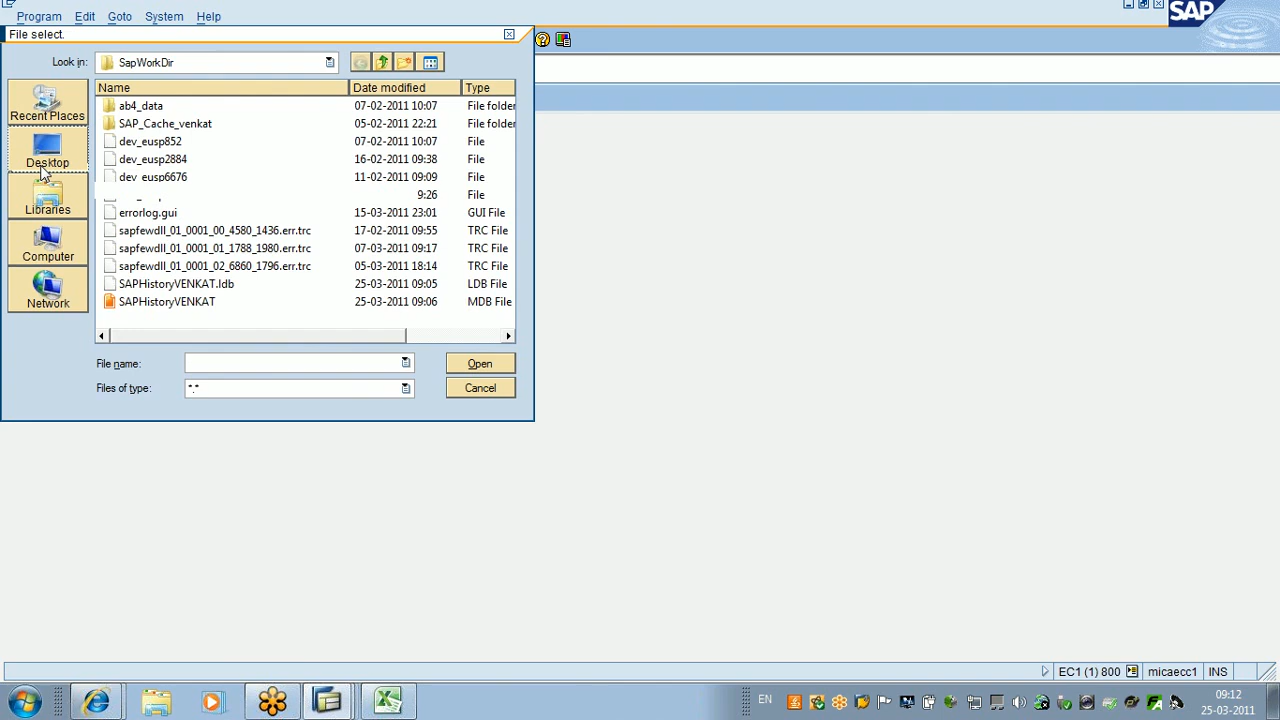 Program Edit Goto System Help
SAP
File select.
Look in: SapWorkDir
Name Date modified Type
Recent Places
Desktop
Libraries
Computer
Network
ab4_data 07-02-2011 10:07 File folder
SAP_Cache_venkat 05-02-2011 22:21 File folder
dev_eusp852 07-02-2011 10:07 File
dev_eusp2884 16-02-2011 09:38 File
dev_eusp6676 11-02-2011 09:09 File
9:26 File
errorlog.gui 15-03-2011 23:01 GUI File
sapfewdll_01_0001_00_4580_1436.err.trc 17-02-2011 09:55 TRC File
sapfewdll_01_0001_01_1788_1980.err.trc 07-03-2011 09:17 TRC File
sapfewdll_01_0001_02_6860_1796.err.trc 05-03-2011 18:14 TRC File
SAPHistoryVENKAT.ldb 25-03-2011 09:05 LDB File
SAPHistoryVENKAT 25-03-2011 09:06 MDB File
File name: Open
Files of type: *.* Cancel
EC1 (1) 800 micaecc1 INS
EN 09:12
25-03-2011